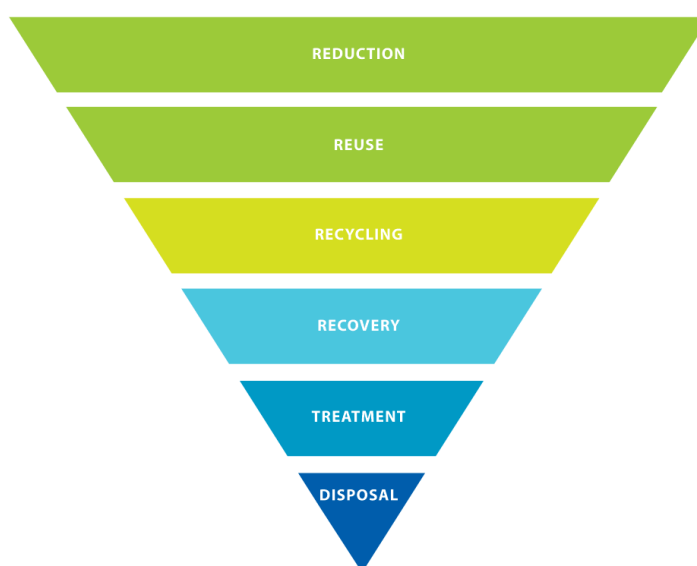 REDUCTION
REUSE
RECYCLING
RECOVERY
TREATMENT
DISPOSAL